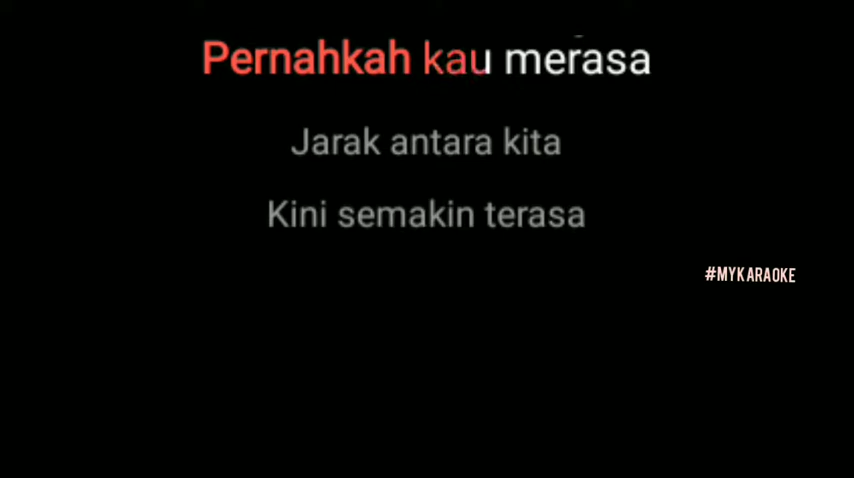 Pernahkah kau merasa
Jarak antara kita
Kini semakin terasa
#MYKARAOKE